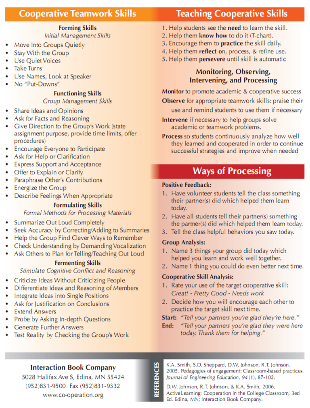 Cooperative Teamwork Skills
Forming Skills
Initial Management Skills
• Move Into Groups Quietly
• Stay With the Group
• Use Quiet Voices
• Take Turns
• Use Names, Look at Speaker
• No "Put-Downs"
Functioning Skills
Group Management Skills
• Share Ideas and Opinions
• Ask for Facts and Reasoning
• Give Direction to the Group's Work (state
assignment purpose, provide time limits, offer
procedures)
• Encourage Everyone to Participate
• Ask for Help or Clarification
• Express Support and Acceptance
• Offer to Explain or Clarify
• Paraphrase Other's Contributions
• Energize the Group
• Describe Feelings When Appropriate
Formulating Skills
Formal Methods for Processing Materials
• Summarize Out Loud Completely
• Seek Accuracy by Correcting/Adding to Summaries
• Help the Group Find Clever Ways to Remember
• Check Understanding by Demanding Vocalization
• Ask Others to Plan for Telling/Teaching Out Loud
Fermenting Skills
Stimulate Cognitive Conflict and Reasoning
• Criticize Ideas Without Criticizing People
• Differentiate Ideas and Reasoning of Members
• Integrate Ideas into Single Positions
• Ask for Justification on Conclusions
• Extend Answers
• Probe by Asking In-depth Questions
• Generate Further Answers
• Test Reality by Checking the Group's Work
Interaction Book Company
5028 Halifax Ave S, Edina, MN 55424
(952)831-9500 Fax (952)831-9332
www.co-operation.org
Teaching Cooperative Skills
1. Help students see the need to learn the skill.
2. Help them know how to do it (T-chart).
3. Encourage them to practice the skill daily.
4. Help them reflect on, process, & refine use.
5. Help them persevere until skill is automatic
Monitoring, Observing,
Intervening, and Processing
Monitor to promote academic & cooperative success
Observe for appropriate teamwork skills: praise their
use and remind students to use them if necessary
Intervene if necessary to help groups solve
academic or teamwork problems.
Process so students continuously analyze how well
they learned and cooperated in order to continue
successful strategies and improve when needed
Ways of Processing
Positive Feedback:
1. Have volunteer students tell the class something
their partner(s) did which helped them learn
today.
2. Have all students tell their partner(s) something
the partner(s) did which helped them learn today.
3. Tell the class helpful behaviors you saw today.
Group Analysis:
1. Name 3 things your group did today which
helped you learn and work well together.
2. Name 1 thing you could do even better next time.
Cooperative Skill Analysis:
1. Rate your use of the target cooperative skill:
Great! - Pretty Good - Needs work
2. Decide how you will encourage each other to
practice the target skill next time.
Start: "Tell your partners you're glad they're here."
End: "Tell your partners you're glad they were here
today. Thank them for helping."
REFERENCES
K.A. Smith, S.D. Sheppard, D.W. Johnson, R.T. Johnson.
2005. Pedagogies of engagement: Classroom-based practices.
Journal of Engineering Education, 94 (1), 87-102.
D.W. Johnson, R.T. Johnson, & K.A. Smith, 2006.
Active Learning: Cooperation in the College Classroom, 3ed
Ed. Edina, MN: Interaction Book Company.